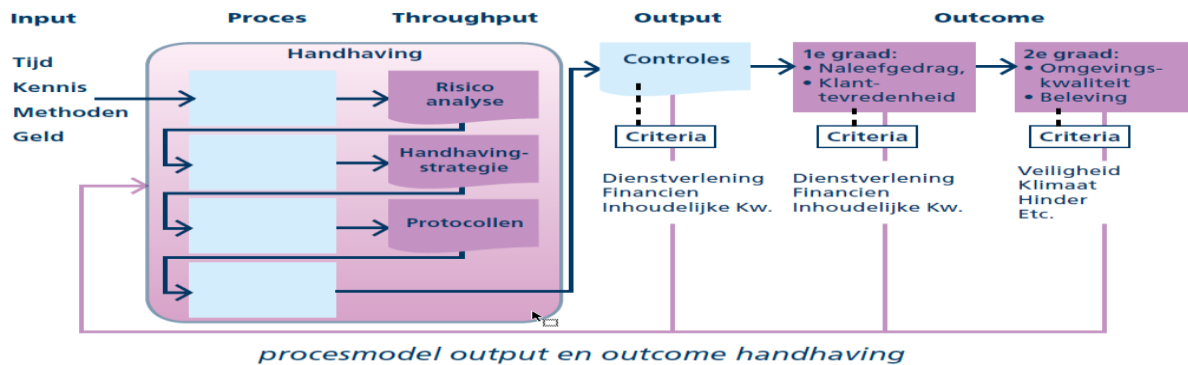 Input
Proces
Throughput
Output
Outcome
Tijd
Kennis
Methoden
Geld
Handhaving
Risico
analyse
Handhaving-
strategie
Protocollen
Controles
1e graad:
• Naleefgedrag,
• Klant-
tevredenheid
2e graad:
• Omgevings-
kwaliteit
• Beleving
Criteria
Criteria
Criteria
Dienstverlening
Financien
Inhoudelijke Kw.
Dienstverlening
Financien
Inhoudelijke Kw.
Veiligheid
Klimaat
Hinder
Etc.
procesmodel output en outcome handhaving